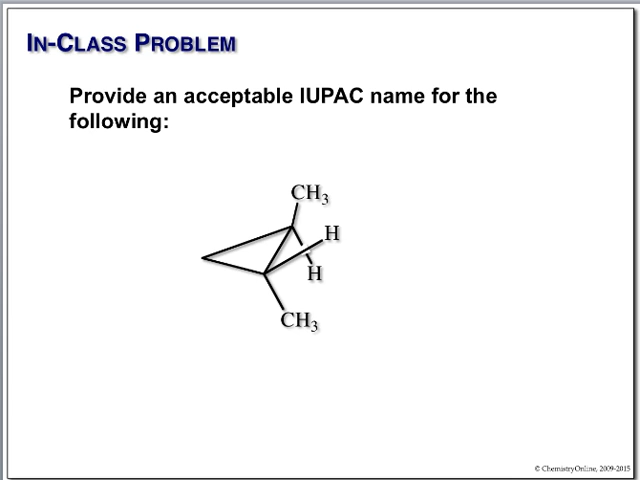 IN-CLASS PROBLEM
Provide an acceptable IUPAC name for the
following:
CH3
H
H
CH3
© ChemistryOnline, 2009-2015